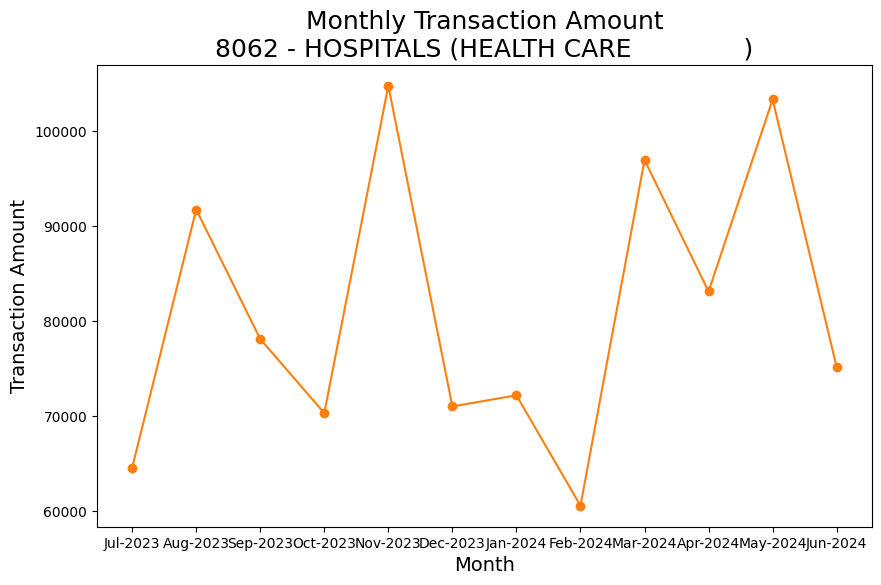 Monthly Transaction Amount
8062 - HOSPITALS (HEALTH CARE )
Transaction Amount
100000
90000
80000
70000
60000
Jul-2023 Aug-2023 Sep-2023 Oct-2023 Nov-2023 Dec-2023 Jan-2024 Feb-2024 Mar-2024 Apr-2024 May-2024 Jun-2024
Month